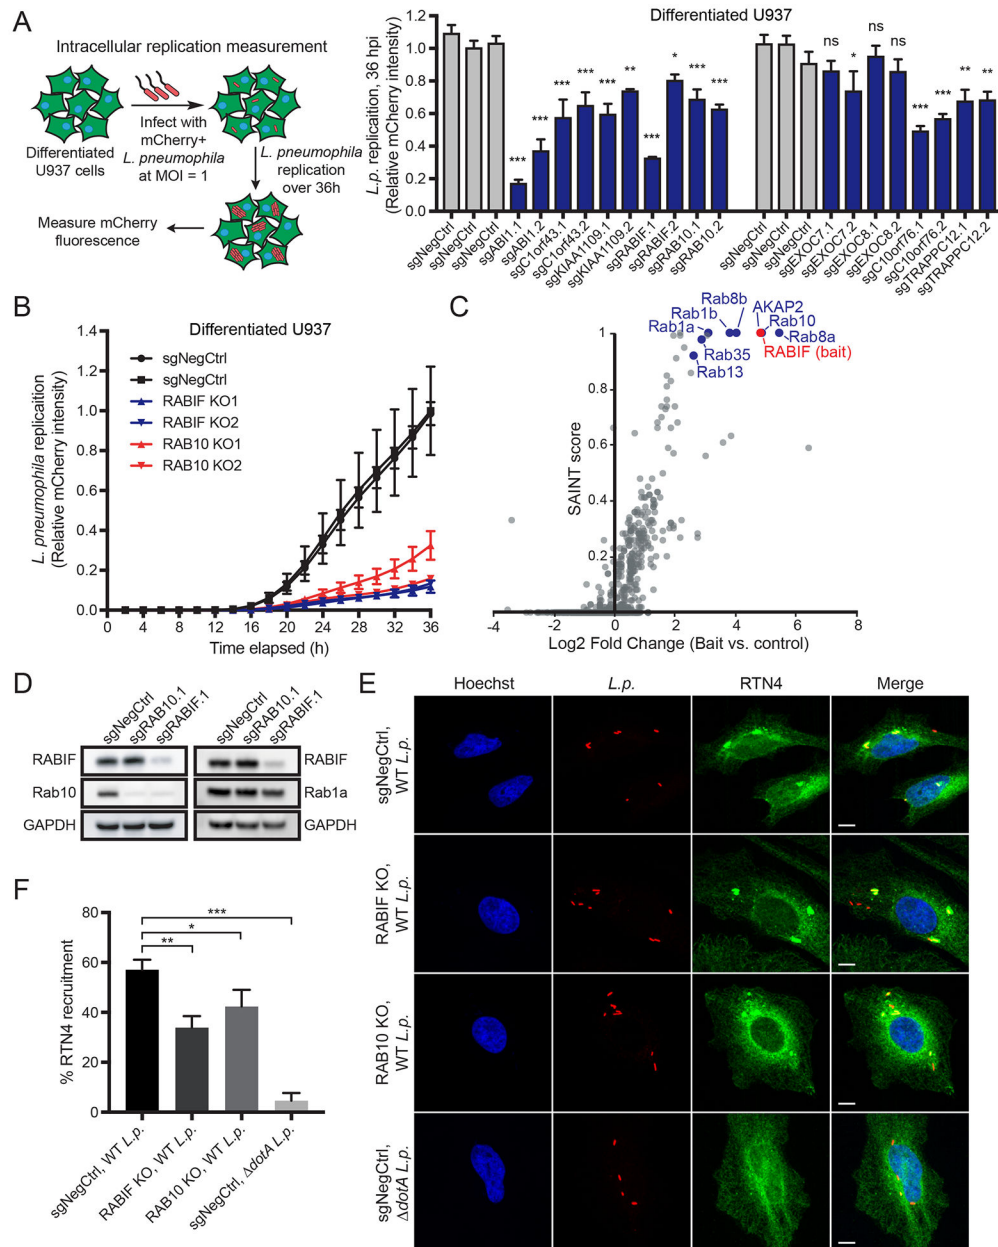 A
Intracellular replication measurement
Differentiated
U937 cells
Infect with
mCherry+
L. pneumophila
at MOI = 1
L. pneumophila
replication
over 36h
Measure mCherry
fluorescence
Differentiated U937
L.p. replicaition, 36 hpi
(Relative mCherry intensity)
1.2
1.0
0.8
0.6
0.4
0.2
0
*** *** *** *** *** ** *** * *** ***
ns * ns ns *** *** ** **
sgNegCtrl
sgNegCtrl
sgNegCtrl
sgABI1.1
sgABI1.2
sgC1orf43.1
sgC1orf43.2
sgKIAA1109.1
sgKIAA1109.2
sgRABIF.1
sgRABIF.2
sgRAB10.1
sgRAB10.2
sgNegCtrl
sgNegCtrl
sgNegCtrl
sgEXOC7.1
sgEXOC7.2
sgEXOC8.1
sgEXOC8.2
sgC10orf76.1
sgC10orf76.2
sgTRAPPC12.1
sgTRAPPC12.2
B
Differentiated U937
L. pneumophila replicaition
(Relative mCherry intensity)
1.4
1.2
1.0
0.8
0.6
0.4
0.2
0.0
sgNegCtrl
sgNegCtrl
RABIF KO1
RABIF KO2
RAB10 KO1
RAB10 KO2
0 4 8 12 16 20 24 28 32 36
Time elapsed (h)
C
Rab8b
AKAP2
Rab1b
Rab10
Rab1a
Rab8a
RABIF (bait)
Rab35
Rab13
SAINT score
1
0.8
0.6
0.4
0.2
-4 -2 0 2 4 6 8
Log2 Fold Change (Bait vs. control)
D
sgNegCtrl
sgRAB10.1
sgRABIF.1
sgNegCtrl
sgRAB10.1
sgRABIF.1
RABIF
RABIF
Rab10
Rab1a
GAPDH
GAPDH
E
Hoechst L.p. RTN4 Merge
sgNegCtrl,
WT L.p.
RABIF KO,
WT L.p.
RAB10 KO,
WT L.p.
sgNegCtrl,
ΔdotA L.p.
F
% RTN4 recruitment
80
60
40
20
0
***
*
**
sgNegCtrl, WT L.p.
RABIF KO, WT L.p.
RAB10 KO, WT L.p.
sgNegCtrl, ΔdotA L.p.